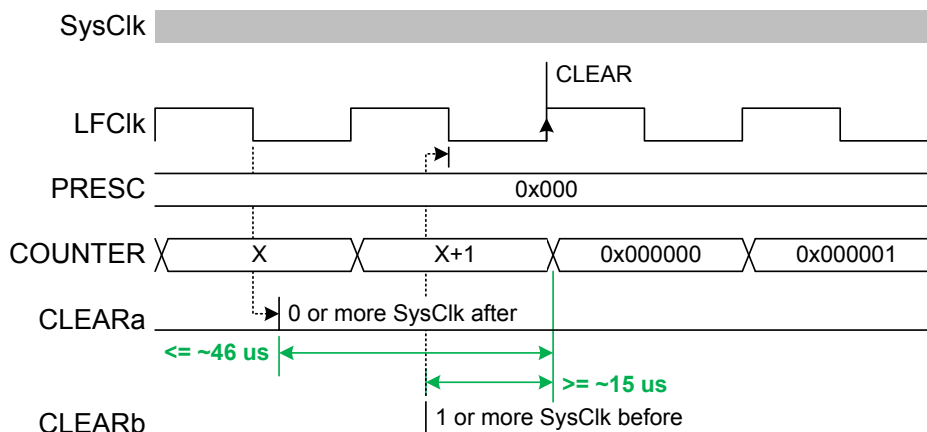 SysClk
CLEAR
LFClk
PRESC
0x000
COUNTER
X
X+1
0x000000
0x000001
CLEARa
0 or more SysClk after
<= ~46 us
>= ~15 us
CLEARb
1 or more SysClk before